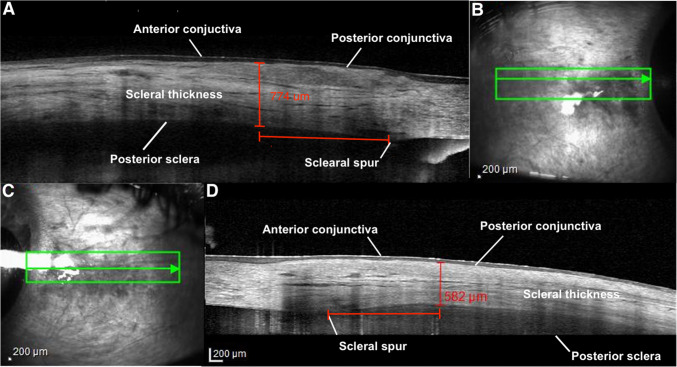 A
Anterior conjuctiva
Posterior conjuctiva
Scleral thickness
Posterior sclera
Sclearal spur
B
200 µm
C
200 µm
D
Anterior conjunctiva
Posterior conjunctiva
582 µm
Scleral thickness
Scleral spur
Posterior sclera
200 µm